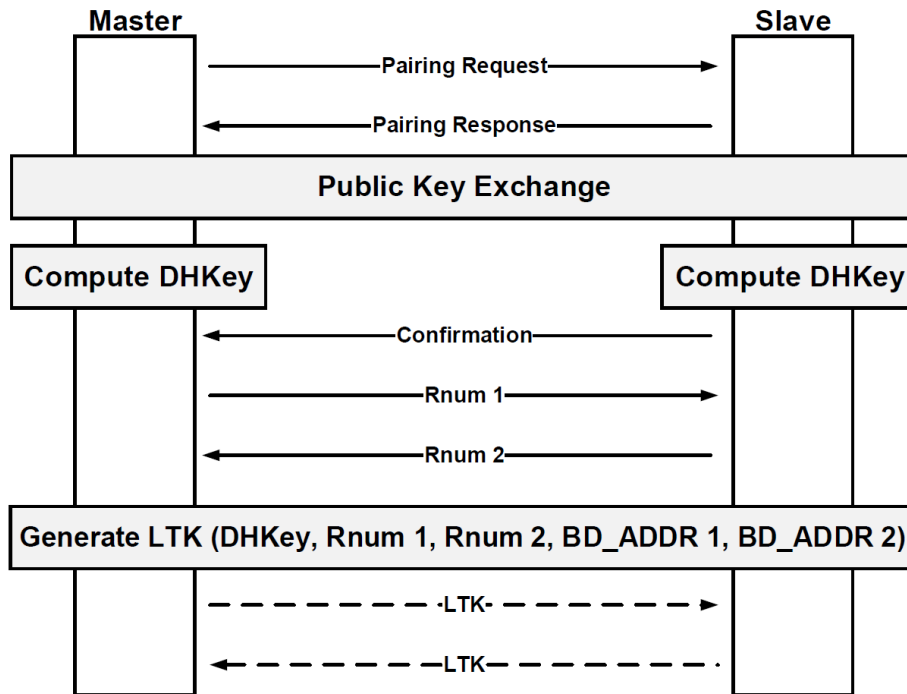 Master
Slave
Pairing Request
Pairing Response
Public Key Exchange
Compute DHKey
Compute DHKey
Confirmation
Rnum 1
Rnum 2
Generate LTK (DHKey, Rnum 1, Rnum 2, BD_ADDR 1, BD_ADDR 2)
LTK
LTK